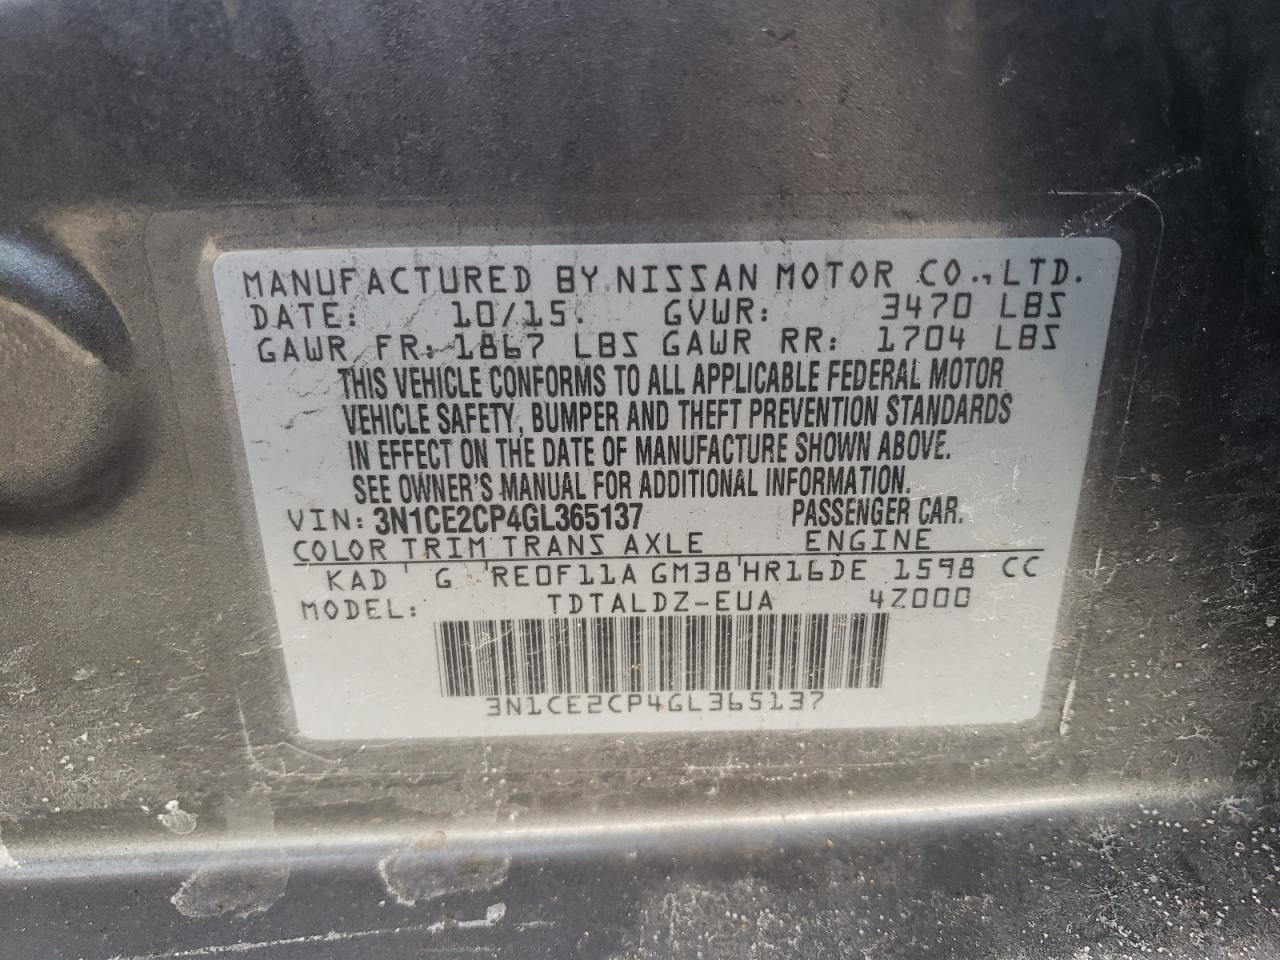 MANUFACTURED BY NISSAN MOTOR CO., LTD.
DATE: 10/15. GVWR: 3470 LBS
GAWR FR: 1867 LBS GAWR RR: 1704 LBS
THIS VEHICLE CONFORMS TO ALL APPLICABLE FEDERAL MOTOR
VEHICLE SAFETY, BUMPER AND THEFT PREVENTION STANDARDS
IN EFFECT ON THE DATE OF MANUFACTURE SHOWN ABOVE.
SEE OWNER'S MANUAL FOR ADDITIONAL INFORMATION.
VIN: 3N1CE2CP4GL365137 PASSENGER CAR.
COLOR TRIM TRANS AXLE ENGINE
KAD G RE0F11A GM38 HR16DE 1598 CC
MODEL: TDTALDZ-EUA 4Z000
3N1CE2CP4GL365137